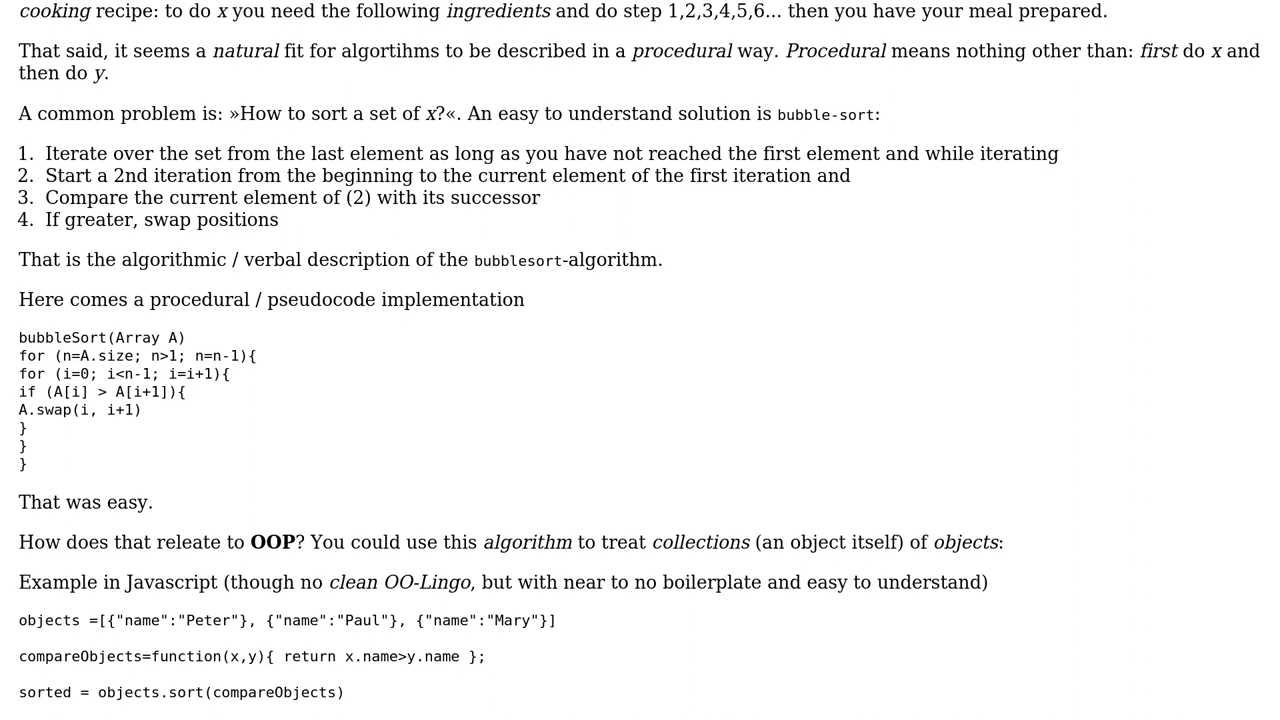 cooking recipe: to do x you need the following ingredients and do step 1,2,3,4,5,6... then you have your meal prepared.
That said, it seems a natural fit for algortihms to be described in a procedural way. Procedural means nothing other than: first do x and
then do y.
A common problem is: »How to sort a set of x?«. An easy to understand solution is bubble-sort:
1. Iterate over the set from the last element as long as you have not reached the first element and while iterating
2. Start a 2nd iteration from the beginning to the current element of the first iteration and
3. Compare the current element of (2) with its successor
4. If greater, swap positions
That is the algorithmic / verbal description of the bubblesort-algorithm.
Here comes a procedural / pseudocode implementation
bubbleSort(Array A)
for (n=A.size; n>1; n=n-1){
for (i=0; i<n-1; i=i+1){
if (A[i] > A[i+1]){
A.swap(i, i+1)
}
}
}
That was easy.
How does that releate to OOP? You could use this algorithm to treat collections (an object itself) of objects:
Example in Javascript (though no clean OO-Lingo, but with near to no boilerplate and easy to understand)
objects =[{"name":"Peter"}, {"name":"Paul"}, {"name":"Mary"}]
compareObjects=function(x,y){ return x.name>y.name };
sorted = objects.sort(compareObjects)